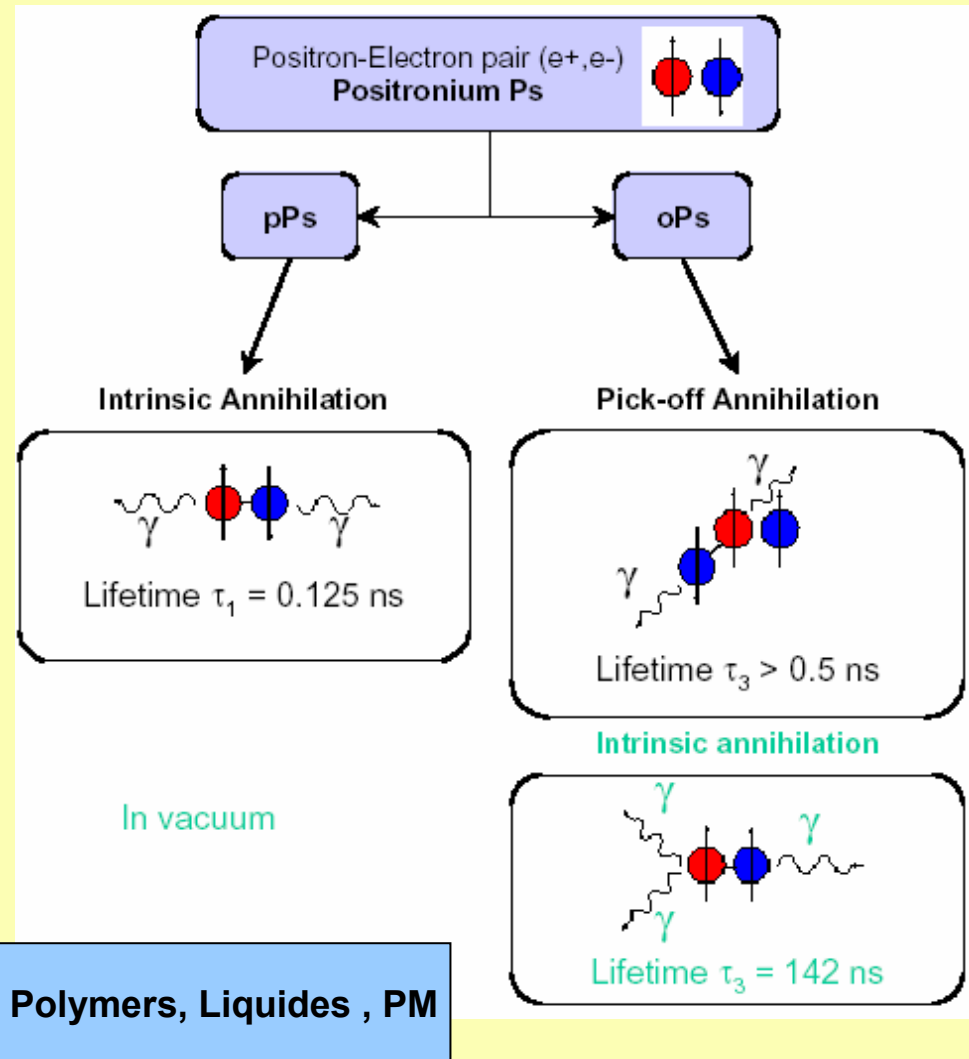 Positron-Electron pair (e+,e-)
Positronium Ps
pPs
oPs
Intrinsic Annihilation
γ γ
Lifetime τ₁ = 0.125 ns
Pick-off Annihilation
γ
γ
Lifetime τ₃ > 0.5 ns
Intrinsic annihilation
In vacuum
γ
γ
γ
Lifetime τ₃ = 142 ns
Polymers, Liquides , PM